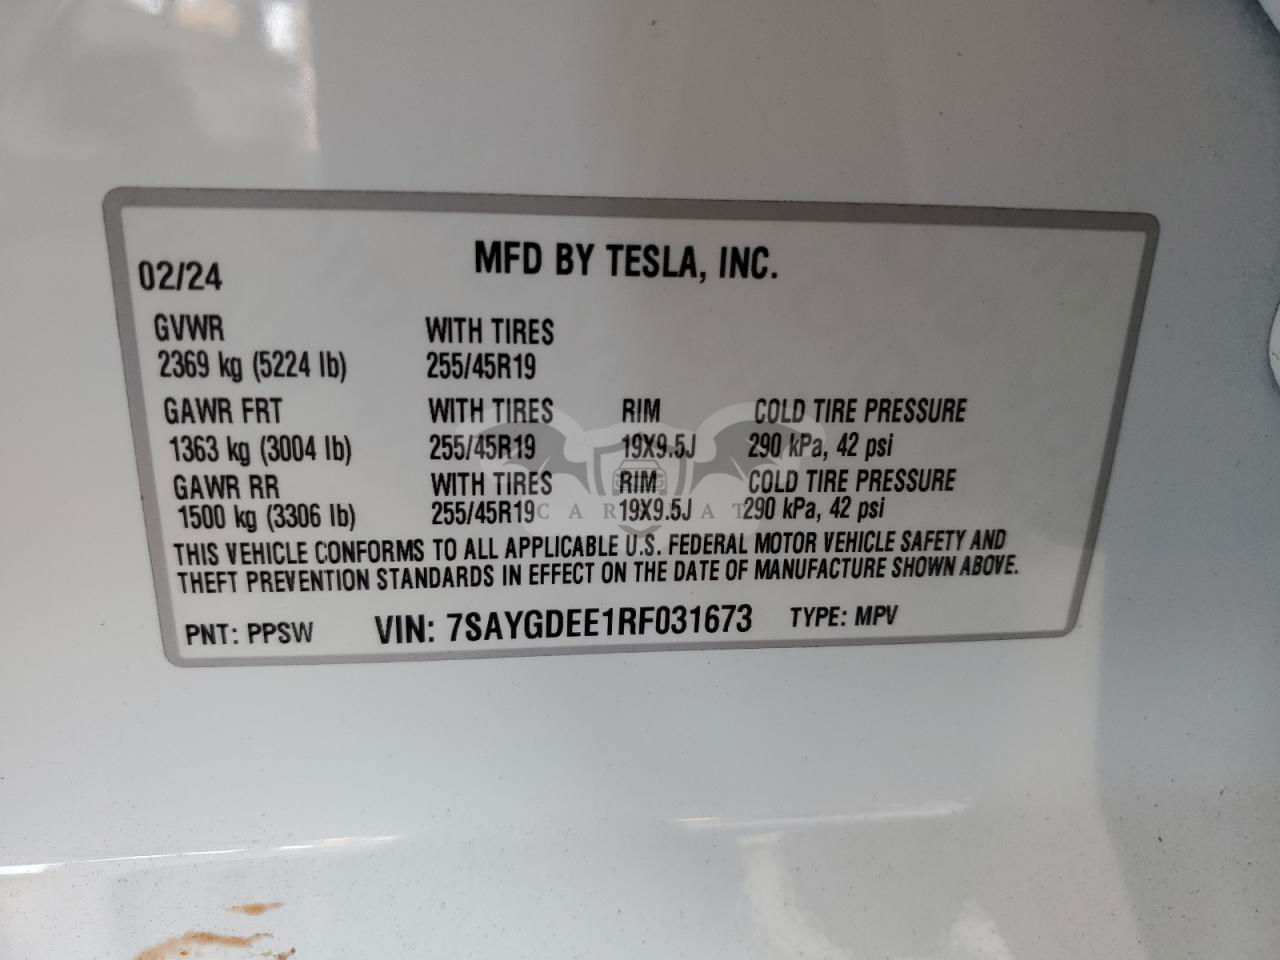 02/24 MFD BY TESLA, INC.
GVWR WITH TIRES
2369 kg (5224 lb) 255/45R19
GAWR FRT WITH TIRES RIM COLD TIRE PRESSURE
1363 kg (3004 lb) 255/45R19 19X9.5J 290 kPa, 42 psi
GAWR RR WITH TIRES RIM COLD TIRE PRESSURE
1500 kg (3306 lb) 255/45R19 19X9.5J 290 kPa, 42 psi
THIS VEHICLE CONFORMS TO ALL APPLICABLE U.S. FEDERAL MOTOR VEHICLE SAFETY AND
THEFT PREVENTION STANDARDS IN EFFECT ON THE DATE OF MANUFACTURE SHOWN ABOVE.
PNT: PPSW VIN: 7SAYGDEE1RF031673 TYPE: MPV